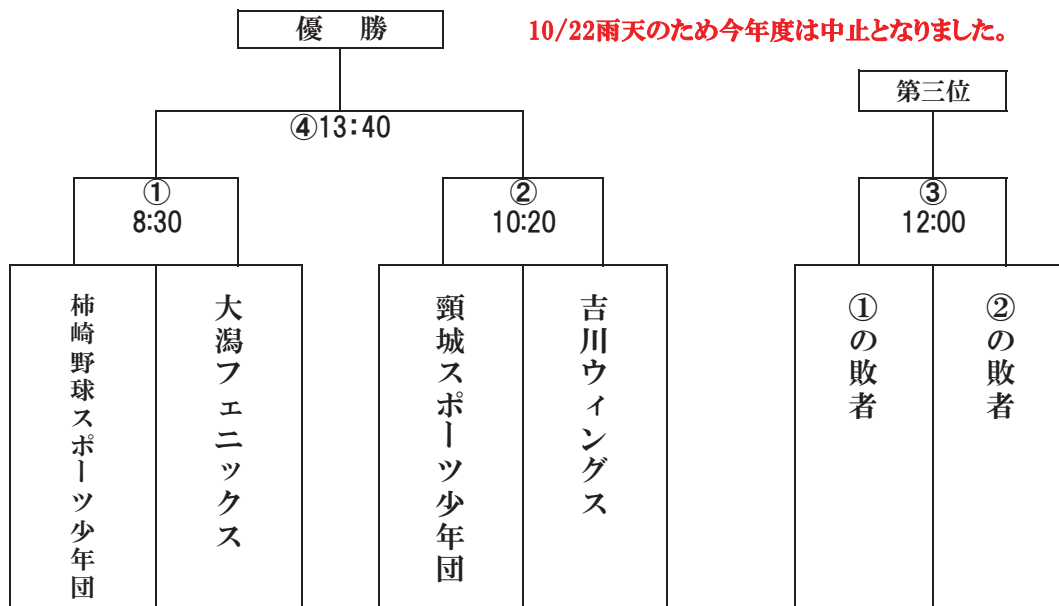 優 勝
10/22雨天のため今年度は中止となりました。
第三位
④13:40
①
8:30
②
10:20
③
12:00
柿崎野球スポーツ少年団
大潟フェニックス
頸城スポーツ少年団
吉川ウィングス
①の敗者
②の敗者